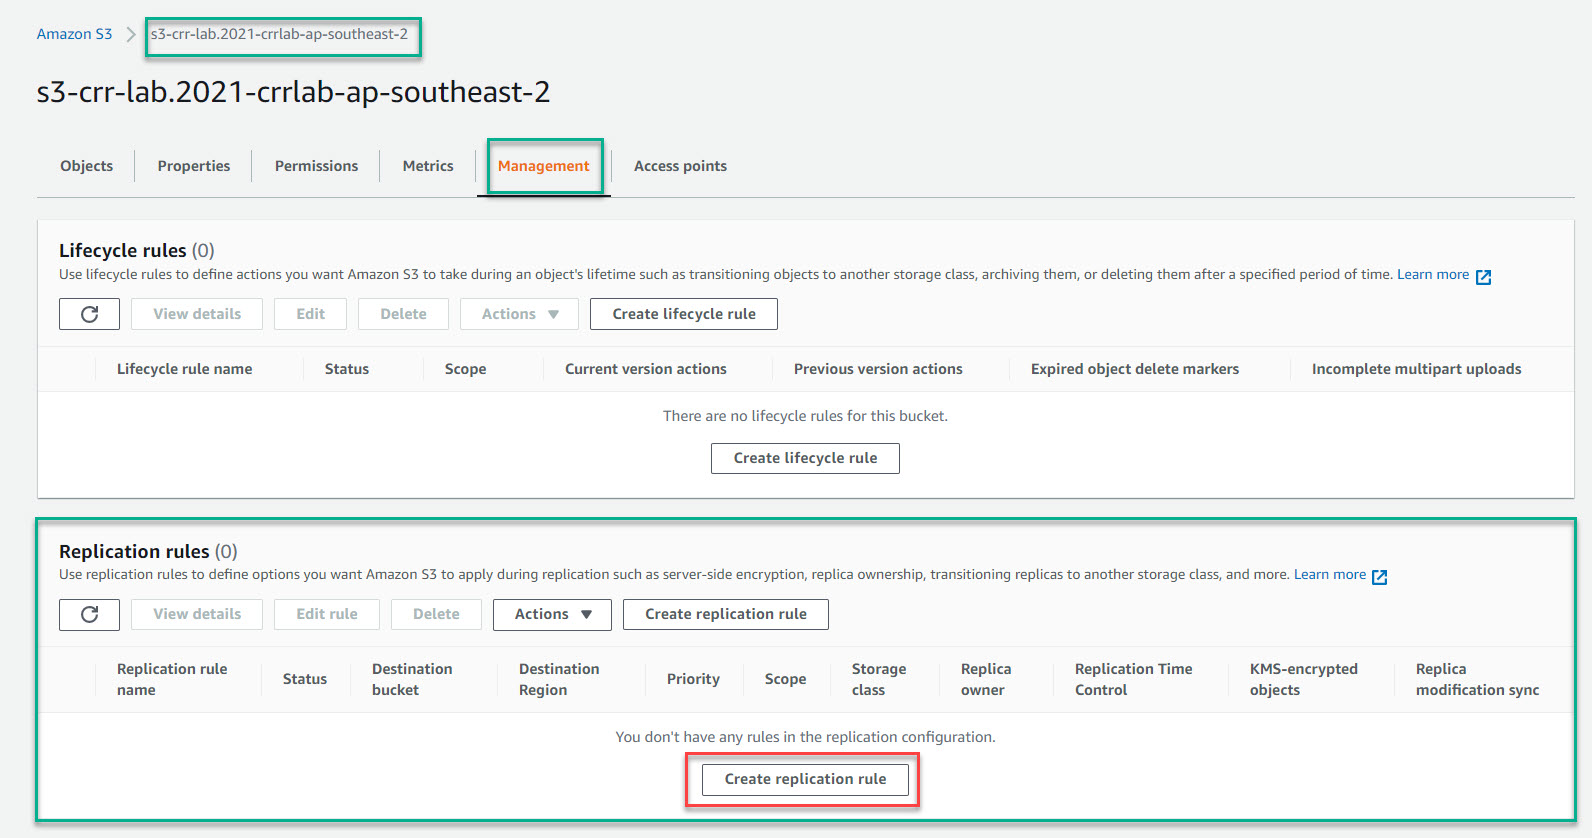 Amazon S3 > s3-crr-lab.2021-crrlab-ap-southeast-2
s3-crr-lab.2021-crrlab-ap-southeast-2
Objects Properties Permissions Metrics Management Access points
Lifecycle rules (0)
Use lifecycle rules to define actions you want Amazon S3 to take during an object's lifetime such as transitioning objects to another storage class, archiving them, or deleting them after a specified period of time. Learn more
View details Edit Delete Actions Create lifecycle rule
Lifecycle rule name Status Scope Current version actions Previous version actions Expired object delete markers Incomplete multipart uploads
There are no lifecycle rules for this bucket.
Create lifecycle rule
Replication rules (0)
Use replication rules to define options you want Amazon S3 to apply during replication such as server-side encryption, replica ownership, transitioning replicas to another storage class, and more. Learn more
View details Edit rule Delete Actions Create replication rule
Replication rule name Status Destination bucket Destination Region Priority Scope Storage class Replica owner Replication Time Control KMS-encrypted objects Replica modification sync
You don't have any rules in the replication configuration.
Create replication rule